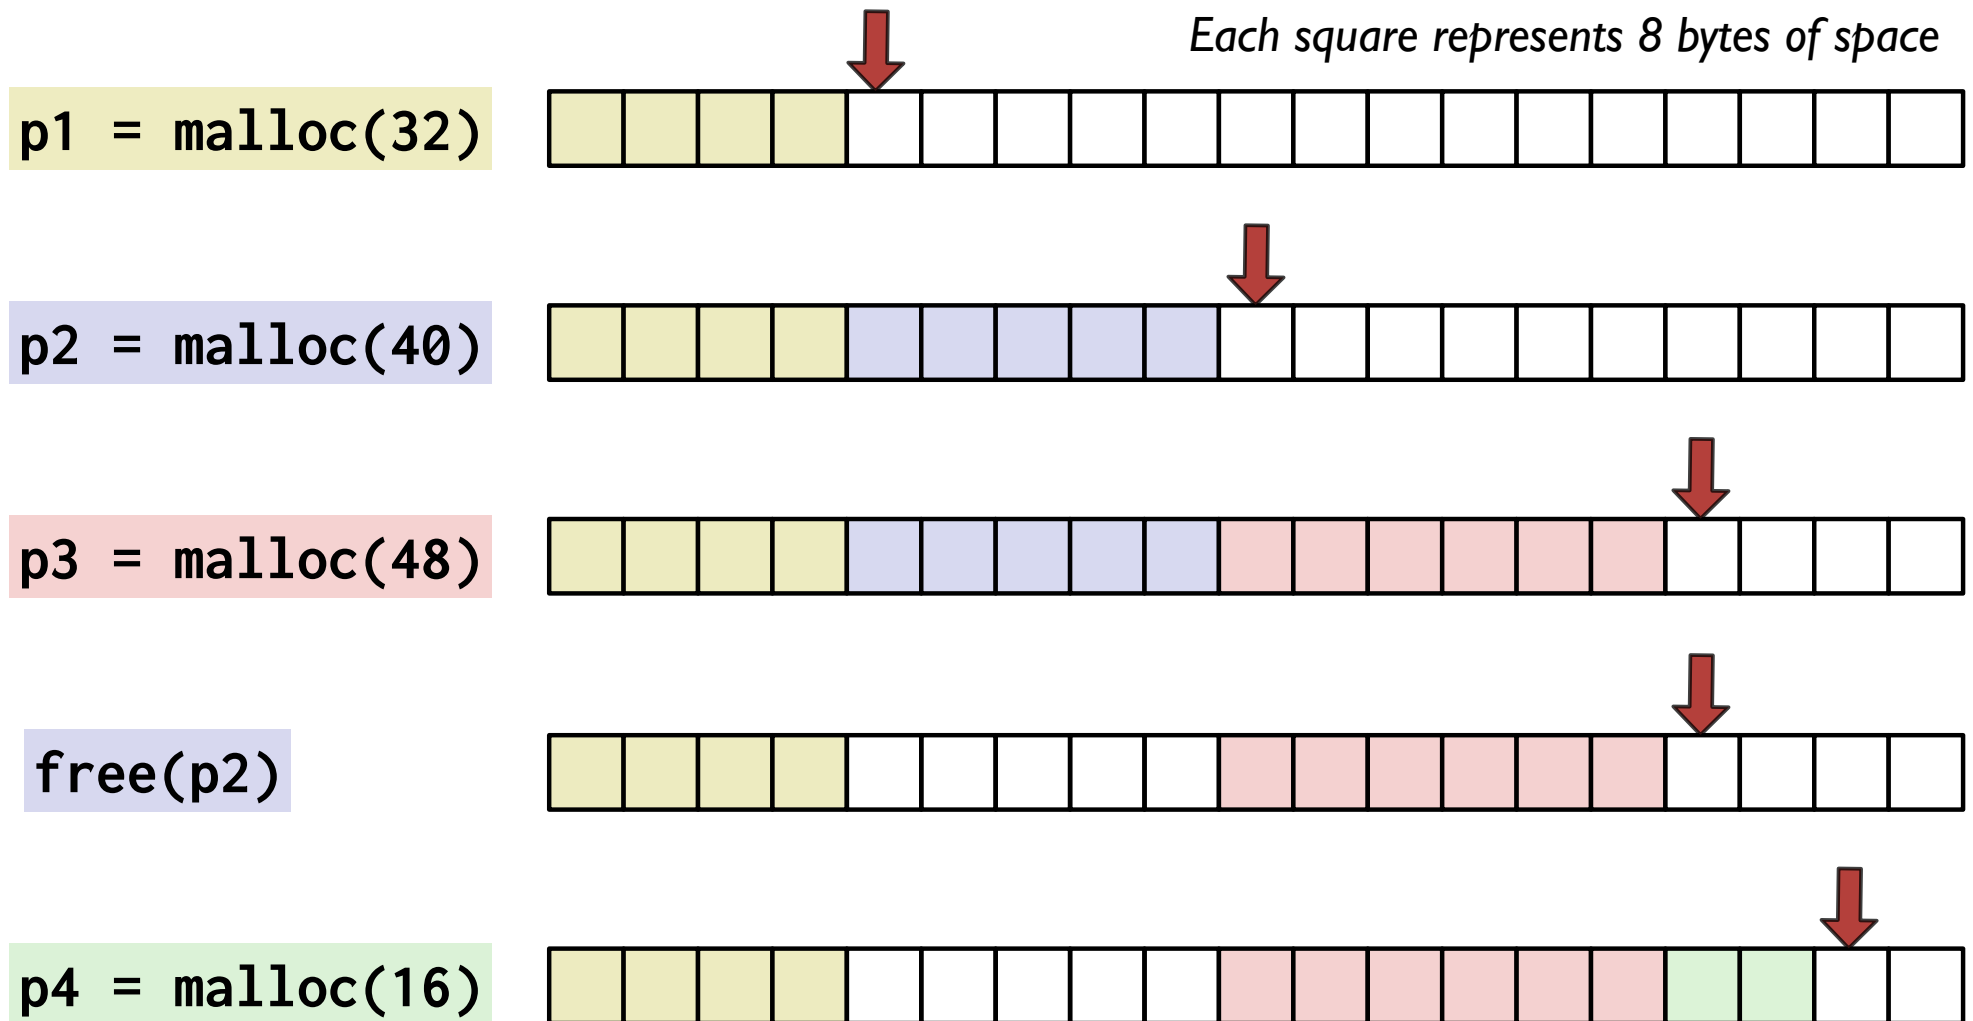 Each square represents 8 bytes of space
p1 = malloc(32)
p2 = malloc(40)
p3 = malloc(48)
free(p2)
p4 = malloc(16)